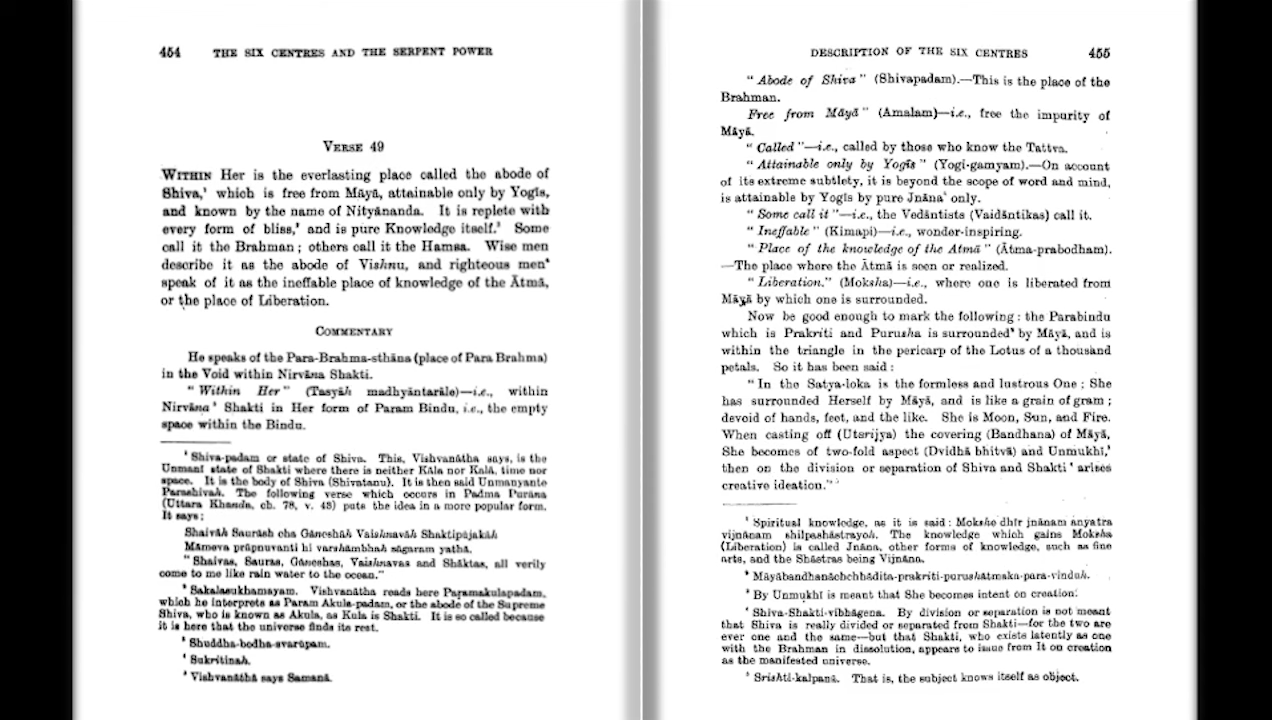 454 THE SIX CENTRES AND THE SERPENT POWER
VERSE 49
WITHIN Her is the everlasting place called the abode of
Shiva,¹ which is free from Māyā, attainable only by Yogīs,
and known by the name of Nityānanda. It is replete with
every form of bliss,² and is pure Knowledge itself.³ Some
call it the Brahman; others call it the Hamsa. Wise men
describe it as the abode of Vishnu, and righteous men⁴
speak of it as the ineffable place of knowledge of the Ātmā,
or the place of Liberation.
COMMENTARY
He speaks of the Para-Brahma-sthāna (place of Para Brahma)
in the Void within Nirvāna Shakti.
"Within Her" (Tasyāh madhyāntarāle)—i.e., within
Nirvāna⁵ Shakti in Her form of Param Bindu, i.e., the empty
space within the Bindu.
¹ Shiva-padam or state of Shiva. This, Vishvanātha says, is the
Unmanī state of Shakti where there is neither Kāla nor Kalā, time nor
space. It is the body of Shiva (Shivatanu). It is then said Unmanyante
Parashivah. The following verse which occurs in Padma Purāna
(Uttara Khanda, ch. 78, v. 43) puts the idea in a more popular form.
It says:
Shaivāh Saurāsh cha Gāneshāh Vaishnavāh Shaktipūjakāh
Māmeva prāpnuvanti hi varshāmbhah sāgaram yathā.
"Shaivas, Sauras, Gāneshas, Vaishnavas and Shāktas, all verily
come to me like rain water to the ocean."
² Sakalasukhamayam. Vishvanātha reads here Paramakulapadam,
which he interprets as Param Akula-padam, or the abode of the Supreme
Shiva, who is known as Akula, as Kula is Shakti. It is so called because
it is here that the universe finds its rest.
³ Shuddha-bodha-svarūpam.
⁴ Sukritinah.
⁵ Vishvanātha says Samanā.
DESCRIPTION OF THE SIX CENTRES 455
"Abode of Shiva" (Shivapadam).—This is the place of the
Brahman.
Free from Māyā" (Amalam)—i.e., free the impurity of
Māyā.
"Called"—i.e., called by those who know the Tattva.
"Attainable only by Yogīs" (Yogi-gamyam).—On account
of its extreme subtlety, it is beyond the scope of word and mind,
is attainable by Yogīs by pure Jnāna¹ only.
"Some call it"—i.e., the Vedāntists (Vaidāntikas) call it.
"Ineffable" (Kimapi)—i.e., wonder-inspiring.
"Place of the knowledge of the Atmā" (Ātma-prabodham).
—The place where the Ātmā is seen or realized.
"Liberation." (Moksha)—i.e., where one is liberated from
Māyā by which one is surrounded.
Now be good enough to mark the following: the Parabindu
which is Prakriti and Purusha is surrounded² by Māyā, and is
within the triangle in the pericarp of the Lotus of a thousand
petals. So it has been said:
"In the Satya-loka is the formless and lustrous One; She
has surrounded Herself by Māyā, and is like a grain of gram;
devoid of hands, feet, and the like. She is Moon, Sun, and Fire.
When casting off (Utsrijya) the covering (Bandhana) of Māyā,
She becomes of two-fold aspect (Dvidhā bhitvā) and Unmukhī,³
then on the division or separation of Shiva and Shakti⁴ arises
creative ideation."⁵
¹ Spiritual knowledge, as it is said: Mokshe dhīr jnānam anyatra
vijnānam shilpashāstrayoh. The knowledge which gains Moksha
(Liberation) is called Jnāna, other forms of knowledge, such as fine
arts, and the Shāstras being Vijnāna.
² Māyābandhanāchchhādita-prakriti-purushātmaka-para-vinduh.
³ By Unmukhī is meant that She becomes intent on creation.
⁴ Shiva-Shakti-vibhāgena. By division or separation is not meant
that Shiva is really divided or separated from Shakti—for the two are
ever one and the same—but that Shakti, who exists latently as one
with the Brahman in dissolution, appears to issue from It on creation
as the manifested universe.
⁵ Srishti-kalpanā. That is, the subject knows itself as object.